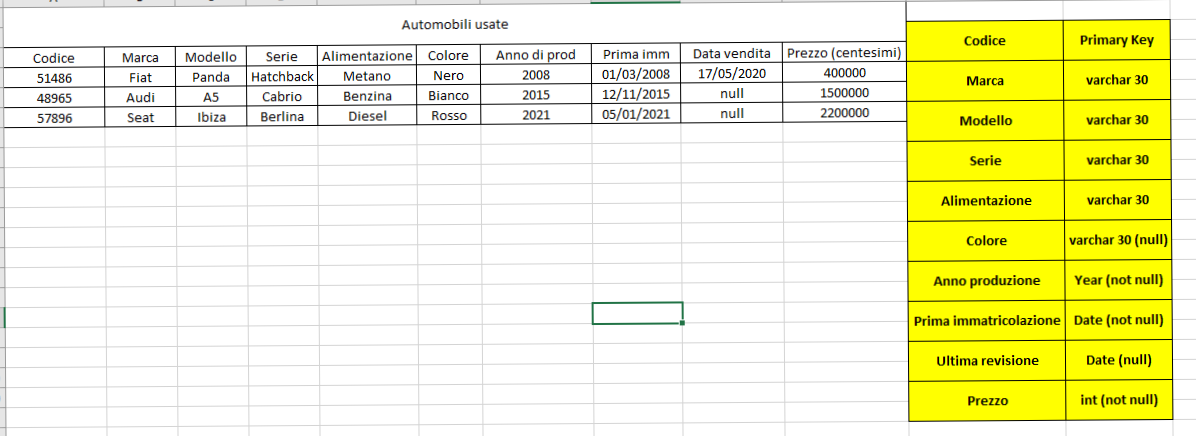 Automobili usate
Codice Marca Modello Serie Alimentazione Colore Anno di prod Prima imm Data vendita Prezzo (centesimi)
51486 Fiat Panda Hatchback Metano Nero 2008 01/03/2008 17/05/2020 400000
48965 Audi A5 Cabrio Benzina Bianco 2015 12/11/2015 null 1500000
57896 Seat Ibiza Berlina Diesel Rosso 2021 05/01/2021 null 2200000
Codice Primary Key
Marca varchar 30
Modello varchar 30
Serie varchar 30
Alimentazione varchar 30
Colore varchar 30 (null)
Anno produzione Year (not null)
Prima immatricolazione Date (not null)
Ultima revisione Date (null)
Prezzo int (not null)